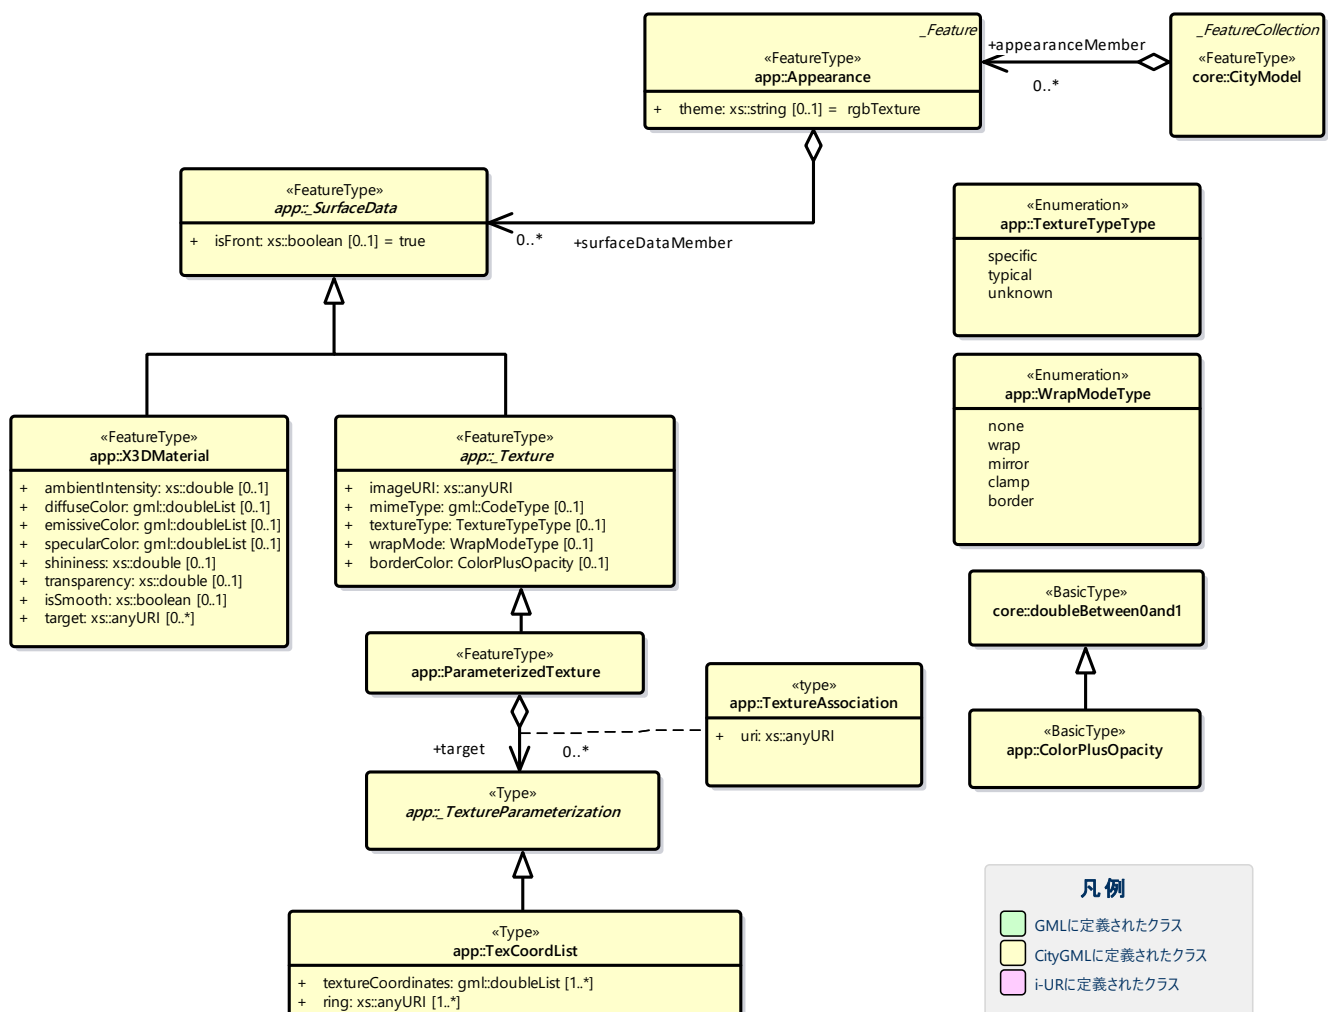 _Feature
«FeatureType»
app::Appearance
+ theme: xs::string [0..1] = rgbTexture
+appearanceMember
0..*
_FeatureCollection
«FeatureType»
core::CityModel
«FeatureType»
app::_SurfaceData
+ isFront: xs::boolean [0..1] = true
0..*
+surfaceDataMember
«Enumeration»
app::TextureTypeType
specific
typical
unknown
«Enumeration»
app::WrapModeType
none
wrap
mirror
clamp
border
«FeatureType»
app::X3DMaterial
+ ambientIntensity: xs::double [0..1]
+ diffuseColor: gml::doubleList [0..1]
+ emissiveColor: gml::doubleList [0..1]
+ specularColor: gml::doubleList [0..1]
+ shininess: xs::double [0..1]
+ transparency: xs::double [0..1]
+ isSmooth: xs::boolean [0..1]
+ target: xs::anyURI [0..*]
«FeatureType»
app::_Texture
+ imageURI: xs::anyURI
+ mimeType: gml::CodeType [0..1]
+ textureType: TextureTypeType [0..1]
+ wrapMode: WrapModeType [0..1]
+ borderColor: ColorPlusOpacity [0..1]
«BasicType»
core::doubleBetween0and1
«FeatureType»
app::ParameterizedTexture
«type»
app::TextureAssociation
+ uri: xs::anyURI
«BasicType»
app::ColorPlusOpacity
+target
0..*
«Type»
app::_TextureParameterization
«Type»
app::TexCoordList
+ textureCoordinates: gml::doubleList [1..*]
+ ring: xs::anyURI [1..*]
凡例
GMLに定義されたクラス
CityGMLに定義されたクラス
i-URに定義されたクラス